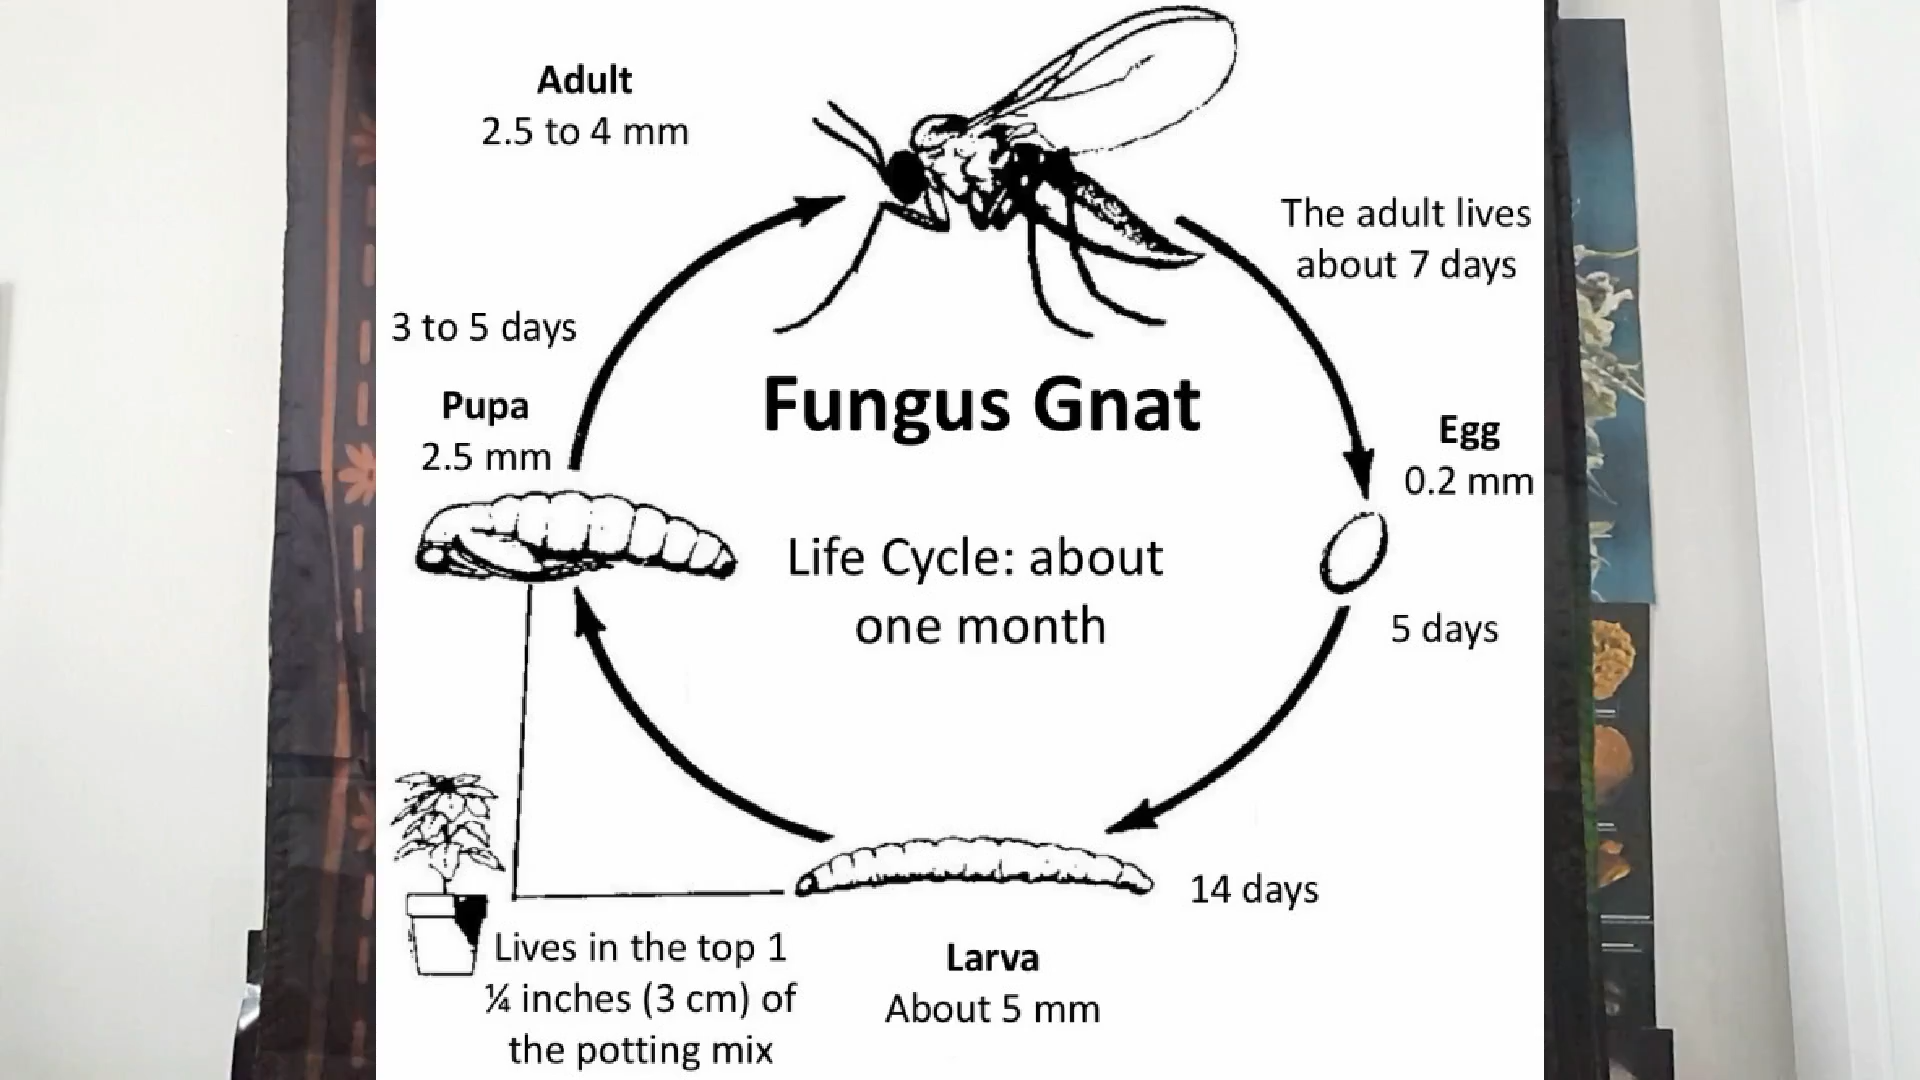 Adult
2.5 to 4 mm
The adult lives
about 7 days
3 to 5 days
Pupa
2.5 mm
Fungus Gnat
Egg
0.2 mm
Life Cycle: about
one month
5 days
14 days
Lives in the top 1
¼ inches (3 cm) of
the potting mix
Larva
About 5 mm